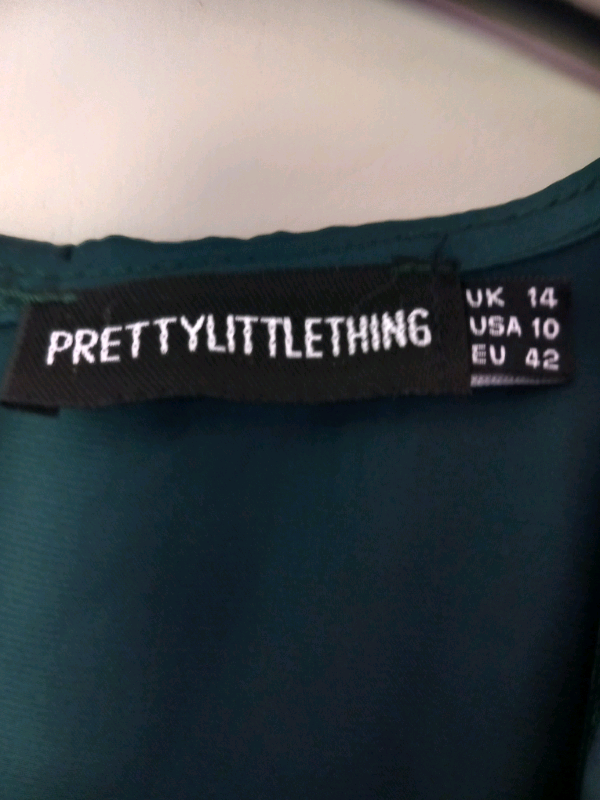 PRETTYLITTLETHING
UK 14
USA 10
EU 42